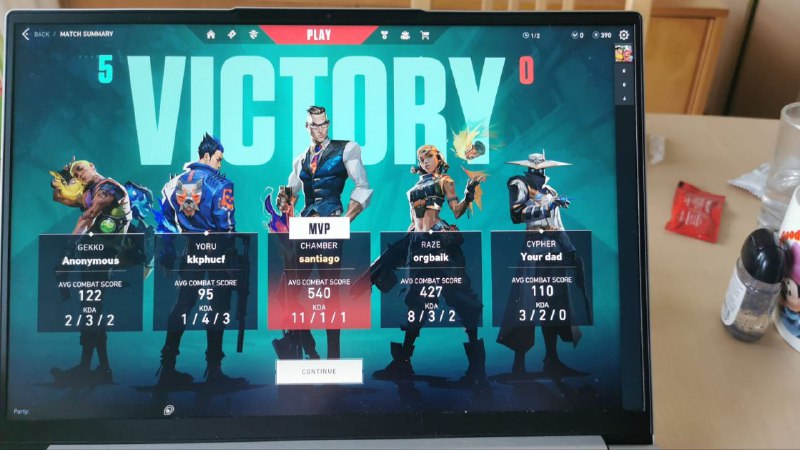 BACK / MATCH SUMMARY
PLAY
1/2
0
390
5
VICTORY
0
GEKKO
Anonymous
AVG COMBAT SCORE
122
KDA
2 / 3 / 2
YORU
kkphucf
AVG COMBAT SCORE
95
KDA
1 / 4 / 3
MVP
CHAMBER
santiago
AVG COMBAT SCORE
540
KDA
11 / 1 / 1
RAZE
orgbaik
AVG COMBAT SCORE
427
KDA
8 / 3 / 2
CYPHER
Your dad
AVG COMBAT SCORE
110
KDA
3 / 2 / 0
CONTINUE
Party: